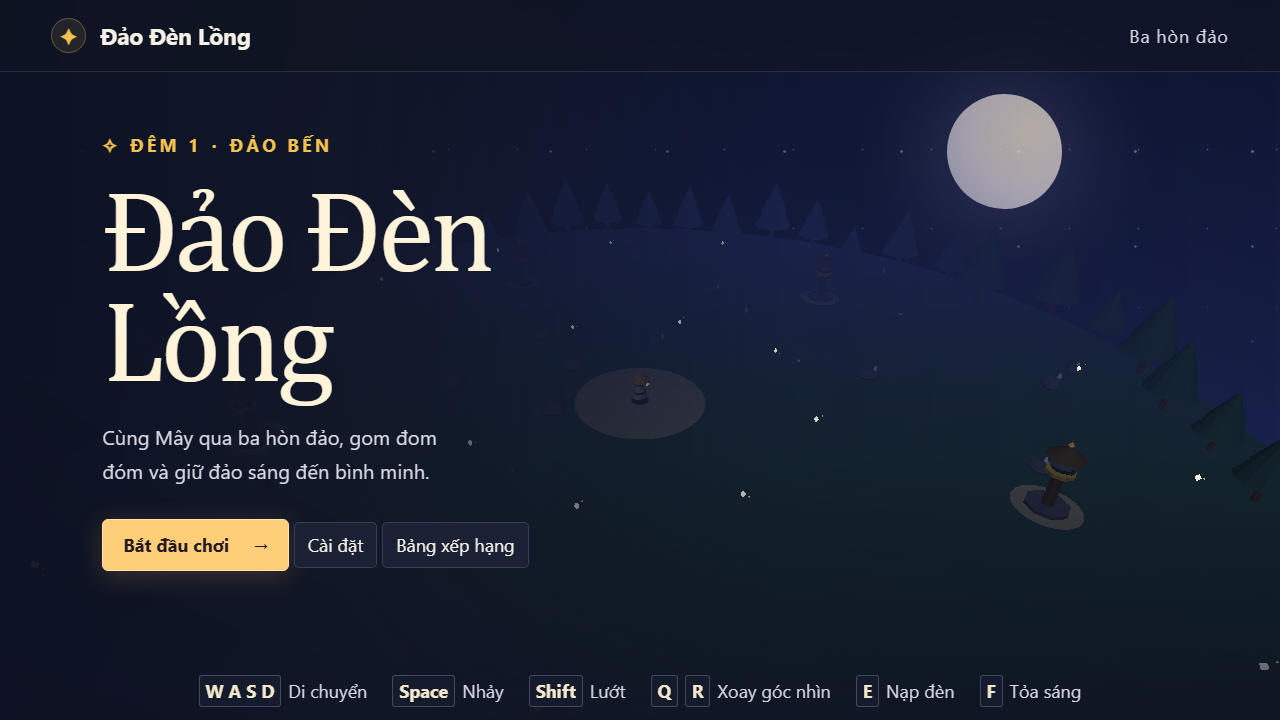 Đảo Đèn Lồng
Ba hòn đảo
✧ ĐÊM 1 · ĐẢO BẾN
Đảo Đèn
Lồng
Cùng Mây qua ba hòn đảo, gom đom
đóm và giữ đảo sáng đến bình minh.
Bắt đầu chơi →
Cài đặt
Bảng xếp hạng
W A S D Di chuyển Space Nhảy Shift Lướt Q R Xoay góc nhìn E Nạp đèn F Tỏa sáng